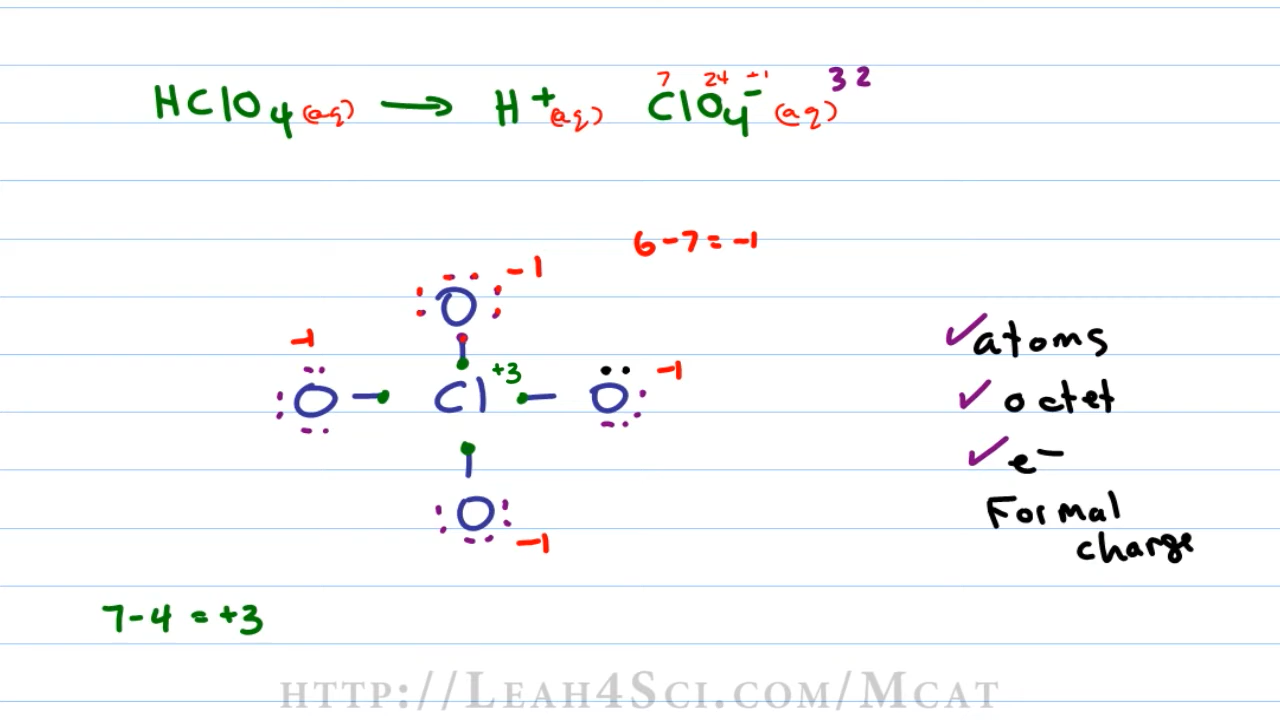 7 24 +1 32
HClO4(aq) → H+(aq) ClO4-(aq)
6-7=-1
-1
O
-1 -1
+3
O - Cl - O
O
-1
✓ atoms
✓ octet
✓ e-
Formal
charge
7-4=+3
HTTP://LEAH4SCI.COM/MCAT